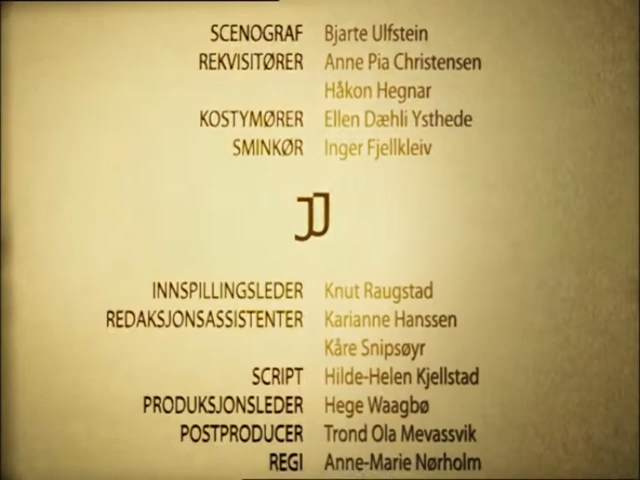 SCENOGRAF Bjarte Ulfstein
REKVISITØRER Anne Pia Christensen
Håkon Hegnar
KOSTYMØRER Ellen Dæhli Ysthede
SMINKØR Inger Fjellkleiv
JJ
INNSPILLINGSLEDER Knut Raugstad
REDAKSJONSASSISTENTER Karianne Hanssen
Kåre Snipsøyr
SCRIPT Hilde-Helen Kjellstad
PRODUKSJONSLEDER Hege Waagbø
POSTPRODUCER Trond Ola Mevassvik
REGI Anne-Marie Nørholm